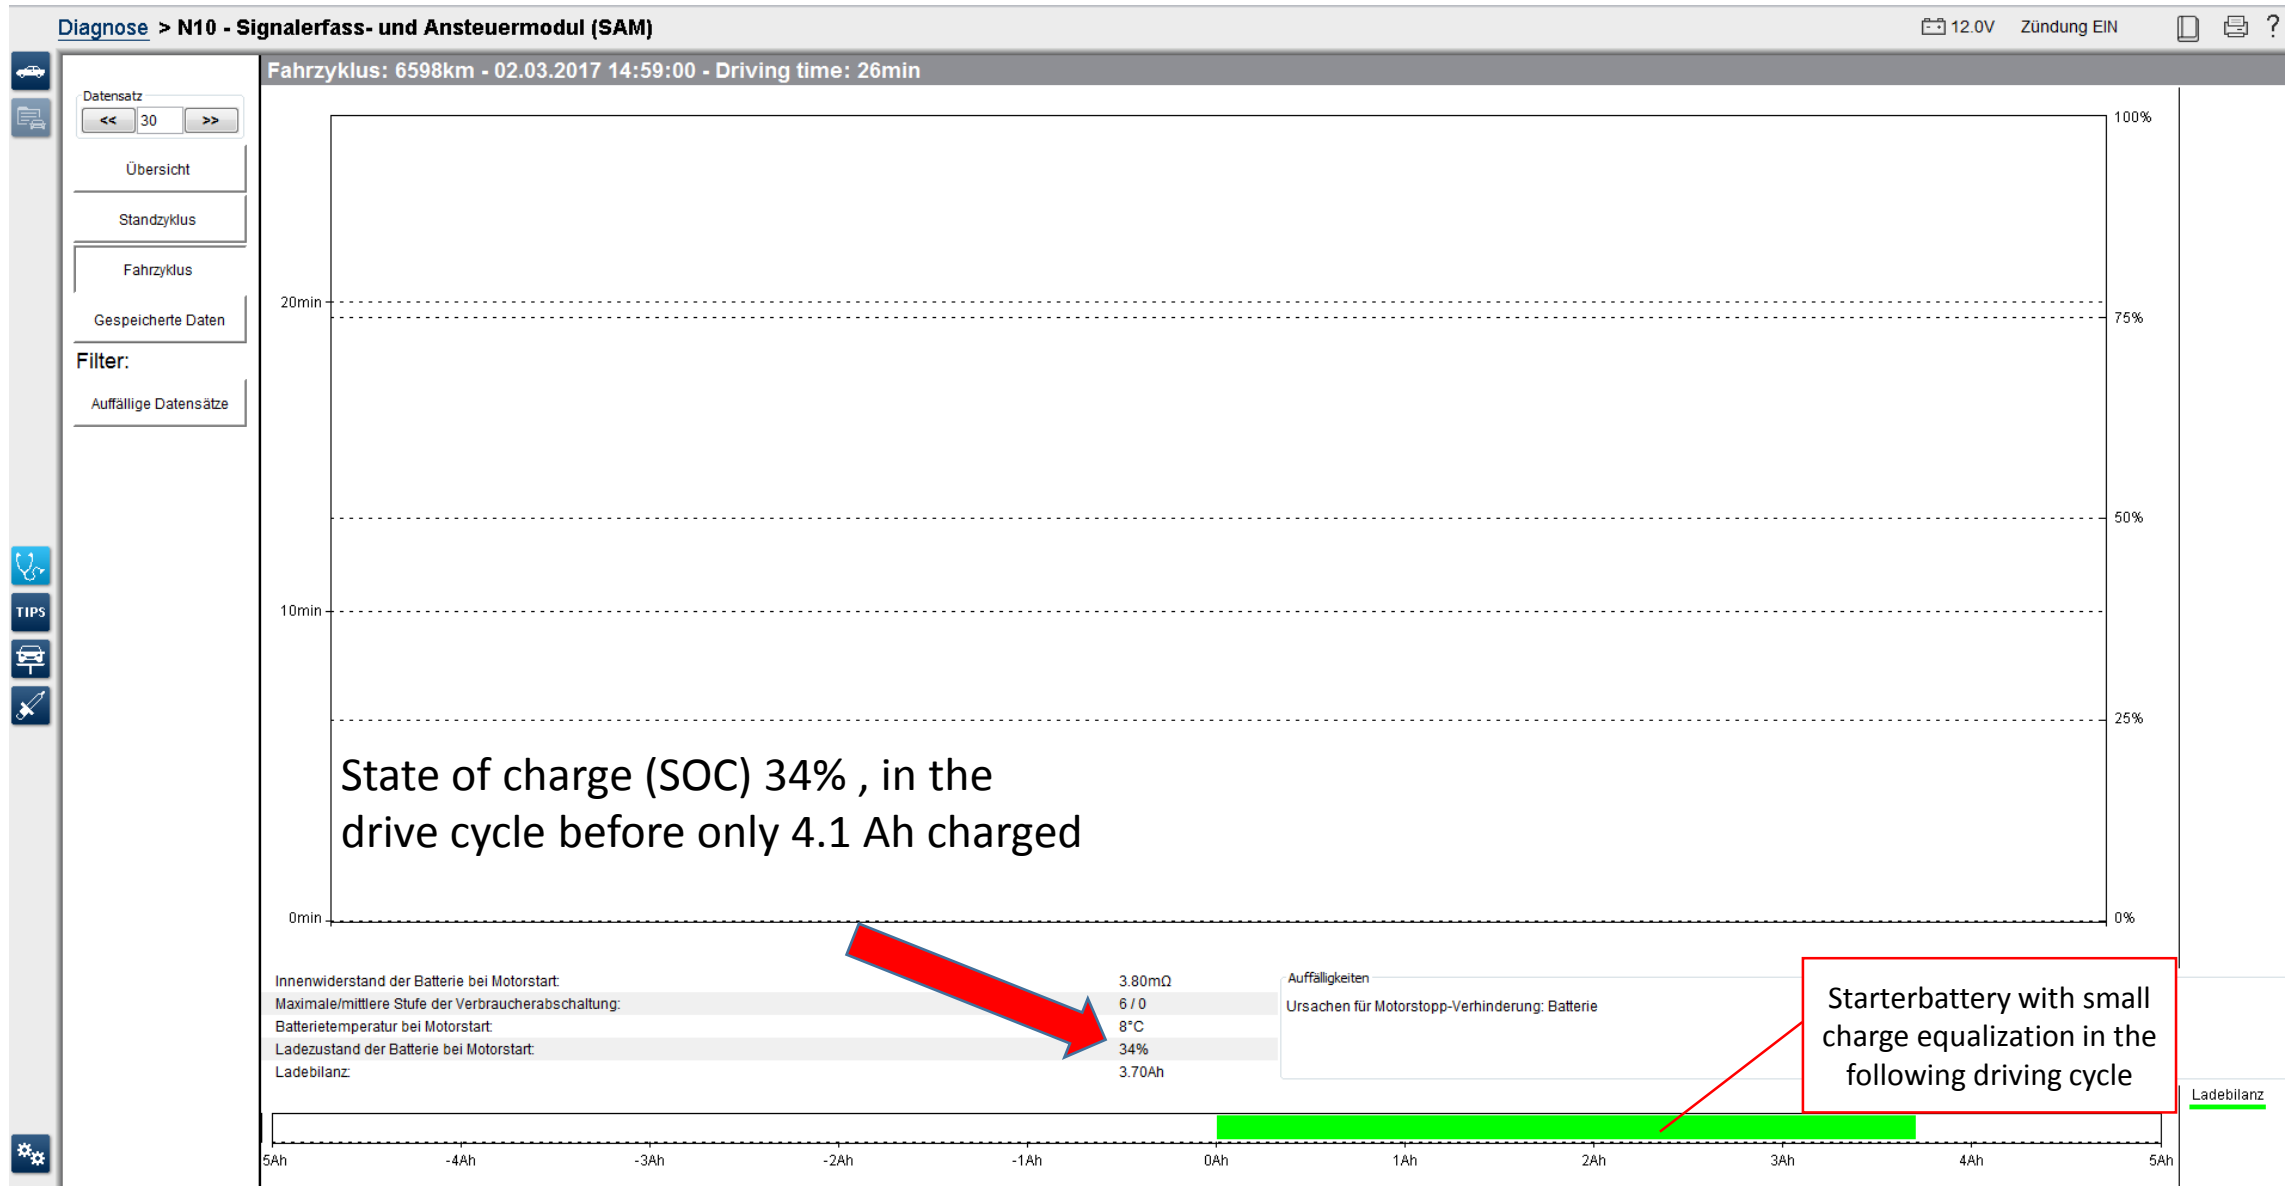 Diagnose > N10 - Signalerfass- und Ansteuermodul (SAM)
12.0V Zündung EIN ?
Fahrzyklus: 6598km - 02.03.2017 14:59:00 - Driving time: 26min
Datensatz
<< 30 >>
Übersicht
Standzyklus
Fahrzyklus
Gespeicherte Daten
Filter:
Auffällige Datensätze
TIPS
100%
20min
75%
50%
10min
25%
0min
0%
State of charge (SOC) 34% , in the
drive cycle before only 4.1 Ah charged
Innenwiderstand der Batterie bei Motorstart: 3.80mΩ
Maximale/mittlere Stufe der Verbraucherabschaltung: 6 / 0
Batterietemperatur bei Motorstart: 8°C
Ladezustand der Batterie bei Motorstart: 34%
Ladebilanz: 3.70Ah
Auffälligkeiten
Ursachen für Motorstopp-Verhinderung: Batterie
Starterbattery with small
charge equalization in the
following driving cycle
Ladebilanz
5Ah -4Ah -3Ah -2Ah -1Ah 0Ah 1Ah 2Ah 3Ah 4Ah 5Ah